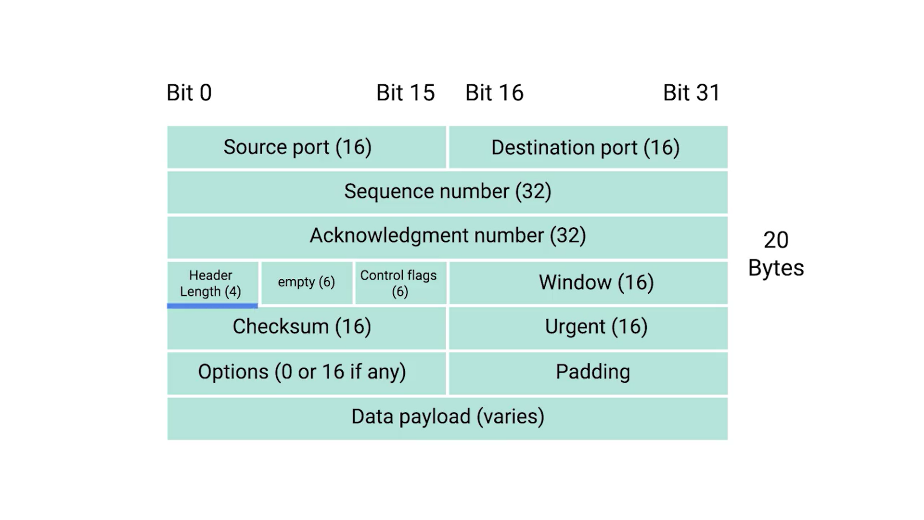 Bit 0
Bit 15
Bit 16
Bit 31
Source port (16)
Destination port (16)
Sequence number (32)
Acknowledgment number (32)
20
Bytes
Header
Length (4)
empty (6)
Control flags
(6)
Window (16)
Checksum (16)
Urgent (16)
Options (0 or 16 if any)
Padding
Data payload (varies)